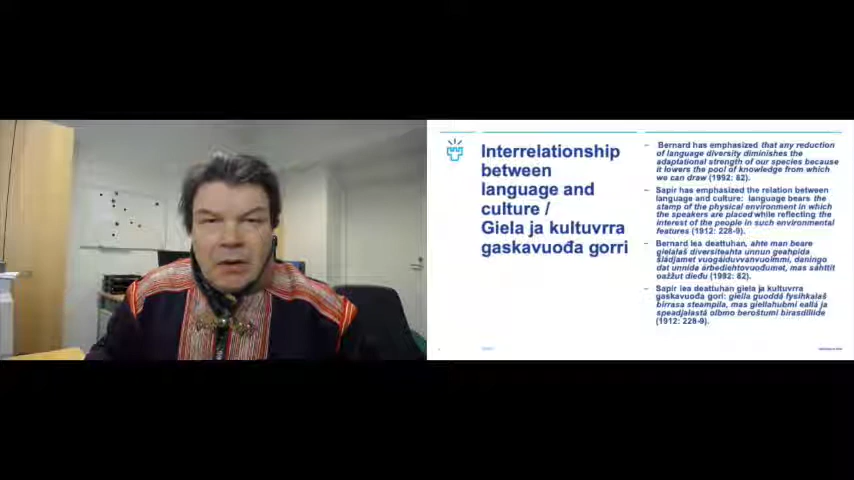 Interrelationship
between
language and
culture /
Giela ja kultuvrra
gaskavuođa gorri
– Bernard has emphasized that any reduction
of language diversity diminishes the
adaptational strength of our species because
it lowers the pool of knowledge from which
we can draw (1992: 82).
– Sapir has emphasized the relation between
language and culture: language bears the
stamp of the physical environment in which
the speakers are placed while reflecting the
interest of the people in such environmental
features (1912: 228-9).
– Bernard lea deattuhan, ahte man beare
gielalaš diversiteahta unnun geahpida
šládjamet vuogáiduvvanvuoimmi, daningo
dat unnida árbediehtovuođumet, mas sáhttit
oažžut dieđu (1992: 82).
– Sapir lea deattuhan giela ja kultuvrra
gaskavuođa gorri: giella guoddá fysihkalaš
birrasa steampila, mas giellahubmi eallá ja
speadjalastá olbmo beroštumi birasdillide
(1912: 228-9).